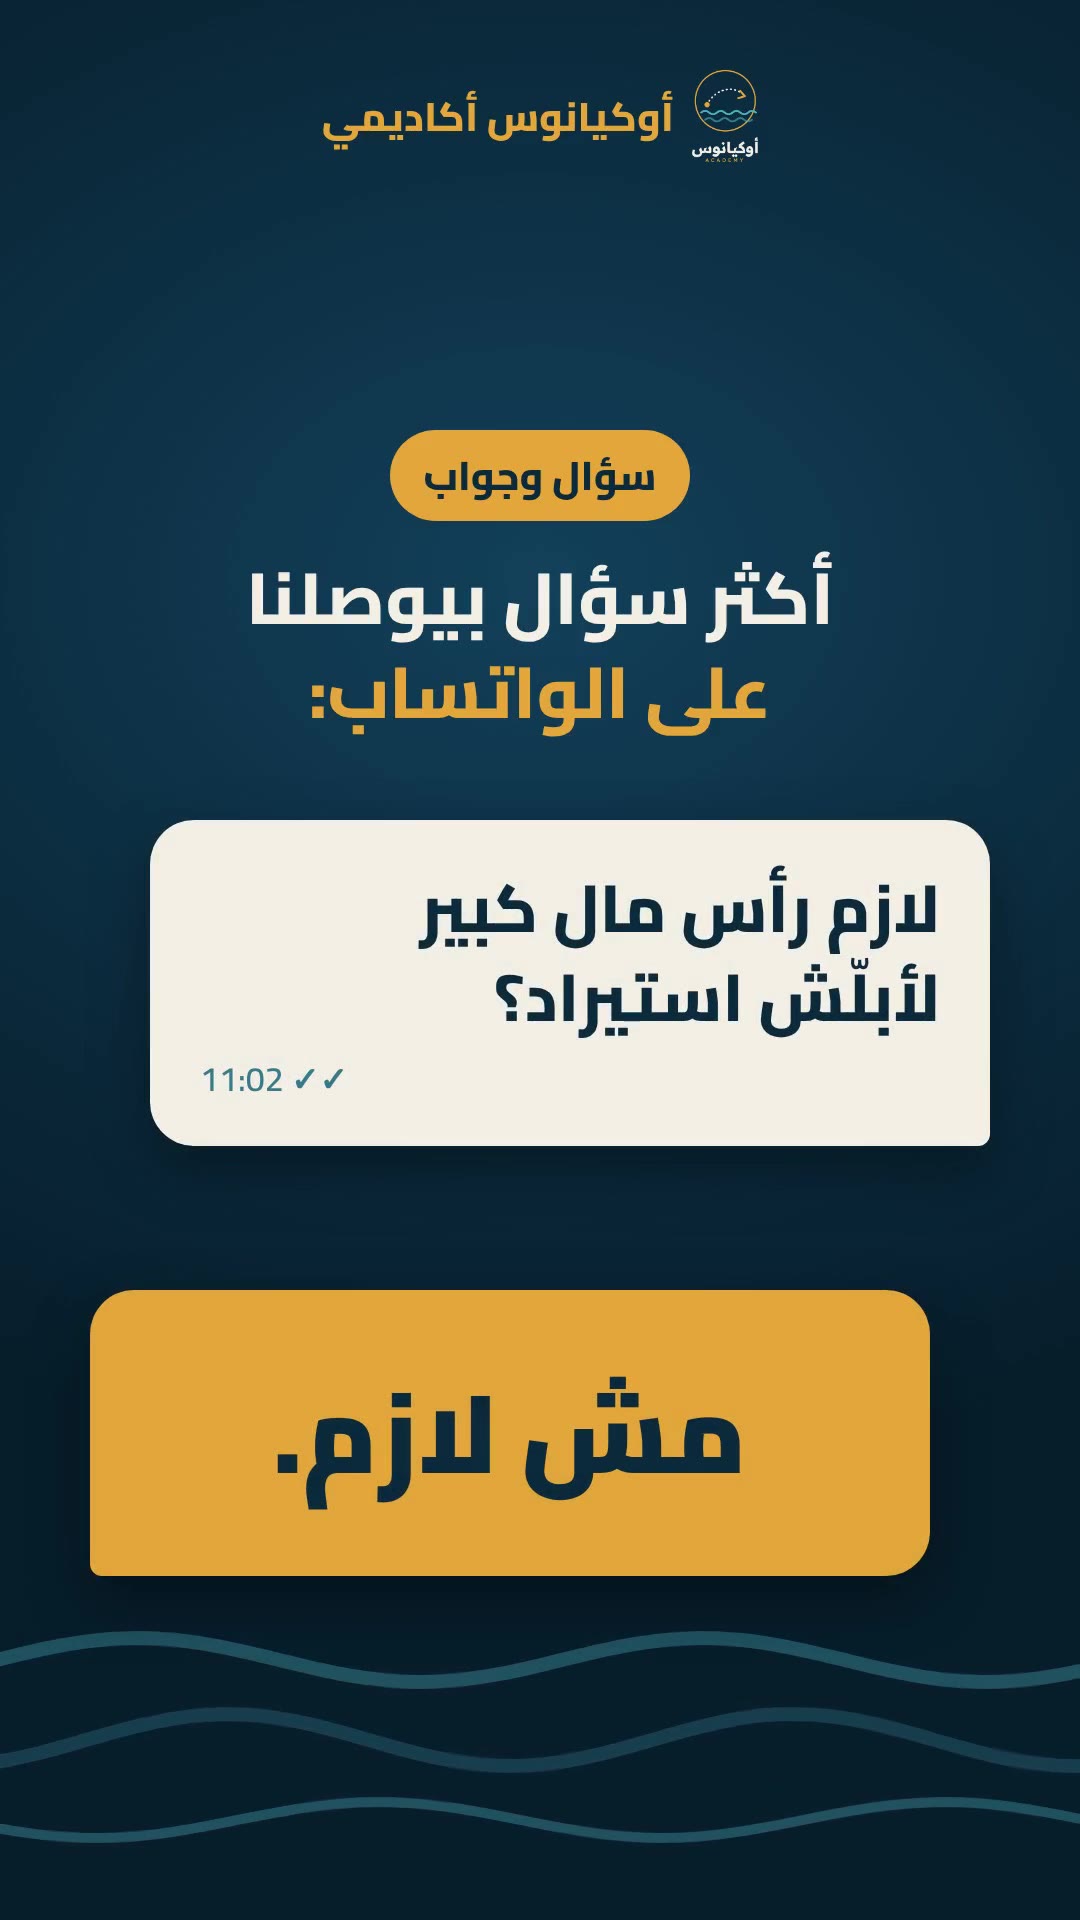 أوكيانوس أكاديمي
أوكيانوس
ACADEMY
سؤال وجواب
أكثر سؤال بيوصلنا
على الواتساب:
لازم رأس مال كبير
لأبلّش استيراد؟
11:02 ✓✓
مش لازم.